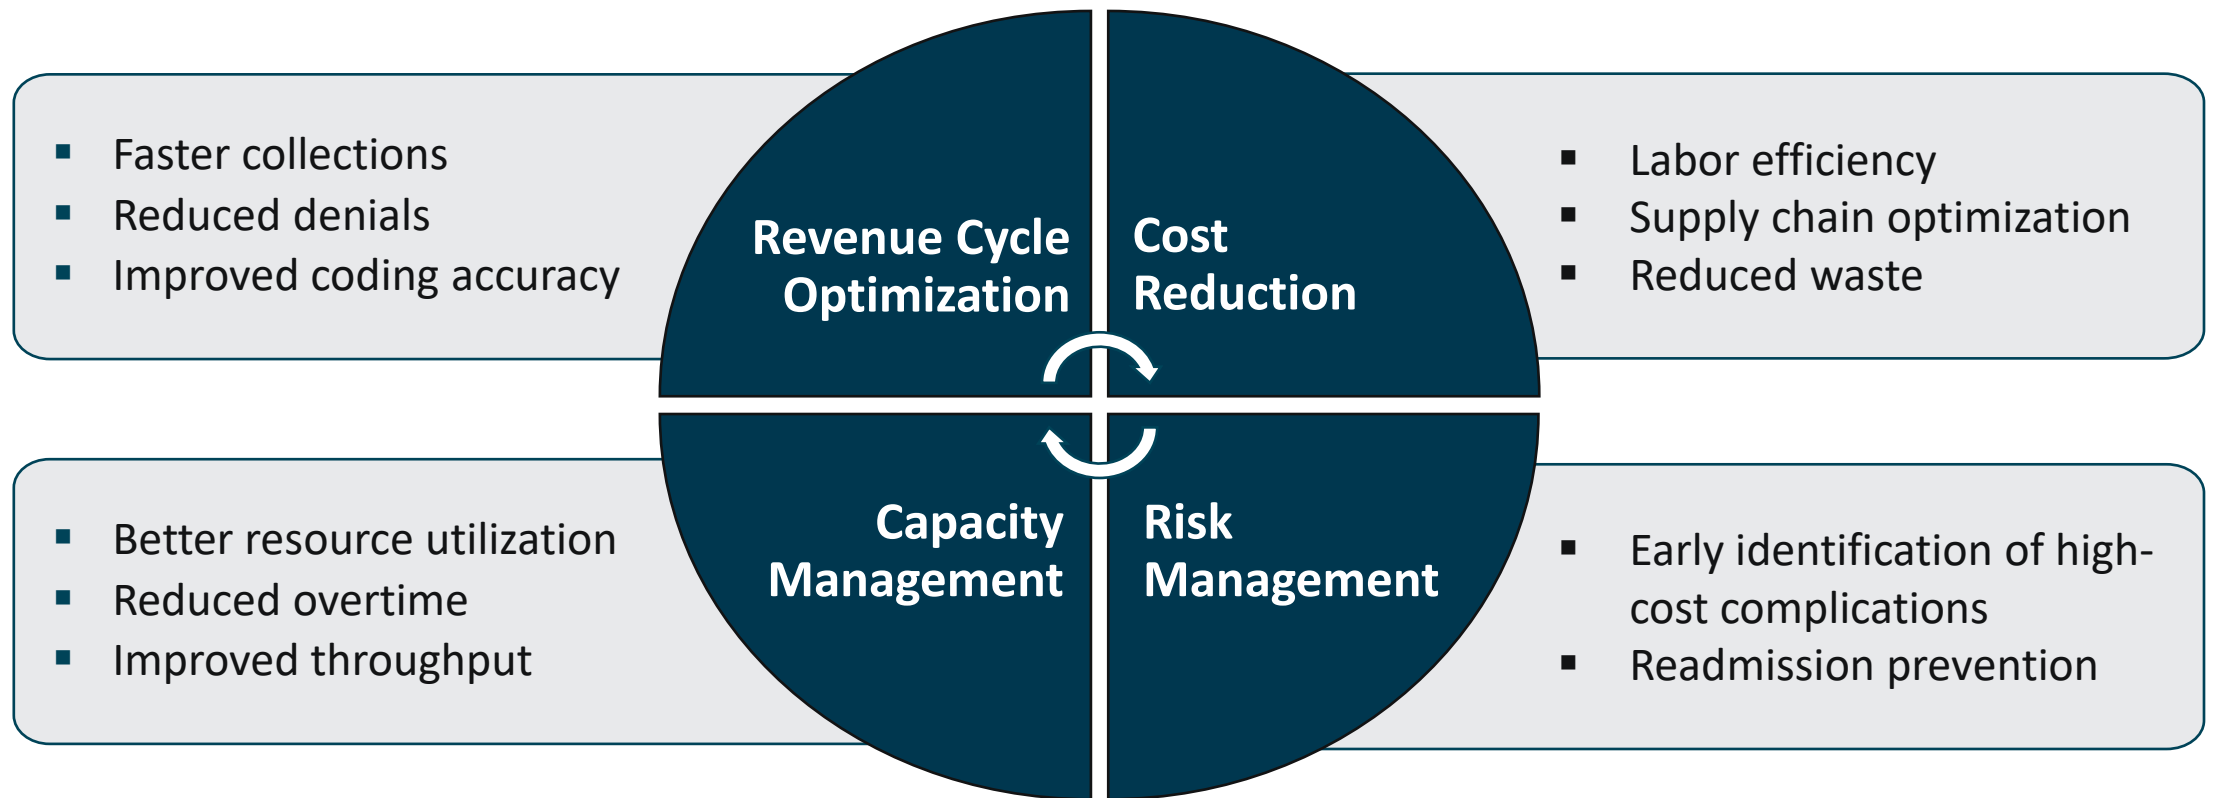 ▪ Faster collections
▪ Reduced denials
▪ Improved coding accuracy
Revenue Cycle
Optimization
Cost
Reduction
▪ Labor efficiency
▪ Supply chain optimization
▪ Reduced waste
▪ Better resource utilization
▪ Reduced overtime
▪ Improved throughput
Capacity
Management
Risk
Management
▪ Early identification of high-
cost complications
▪ Readmission prevention